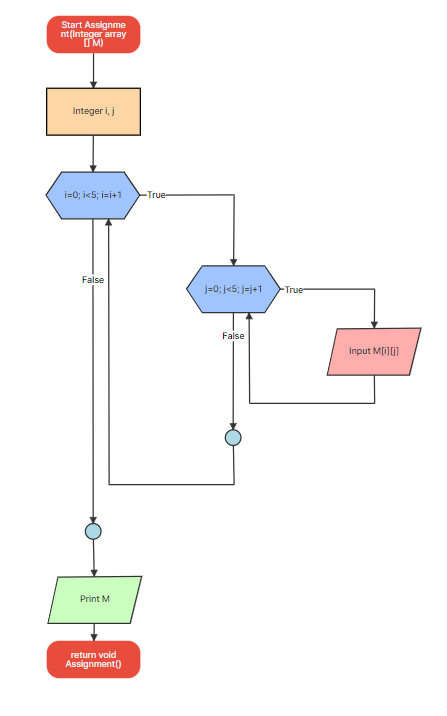 Start Assignme
nt(Integer array
[] M)
Integer i, j
i=0; i<5; i=i+1
True
False
j=0; j<5; j=j+1
True
False
Input M[i][j]
Print M
return void
Assignment()